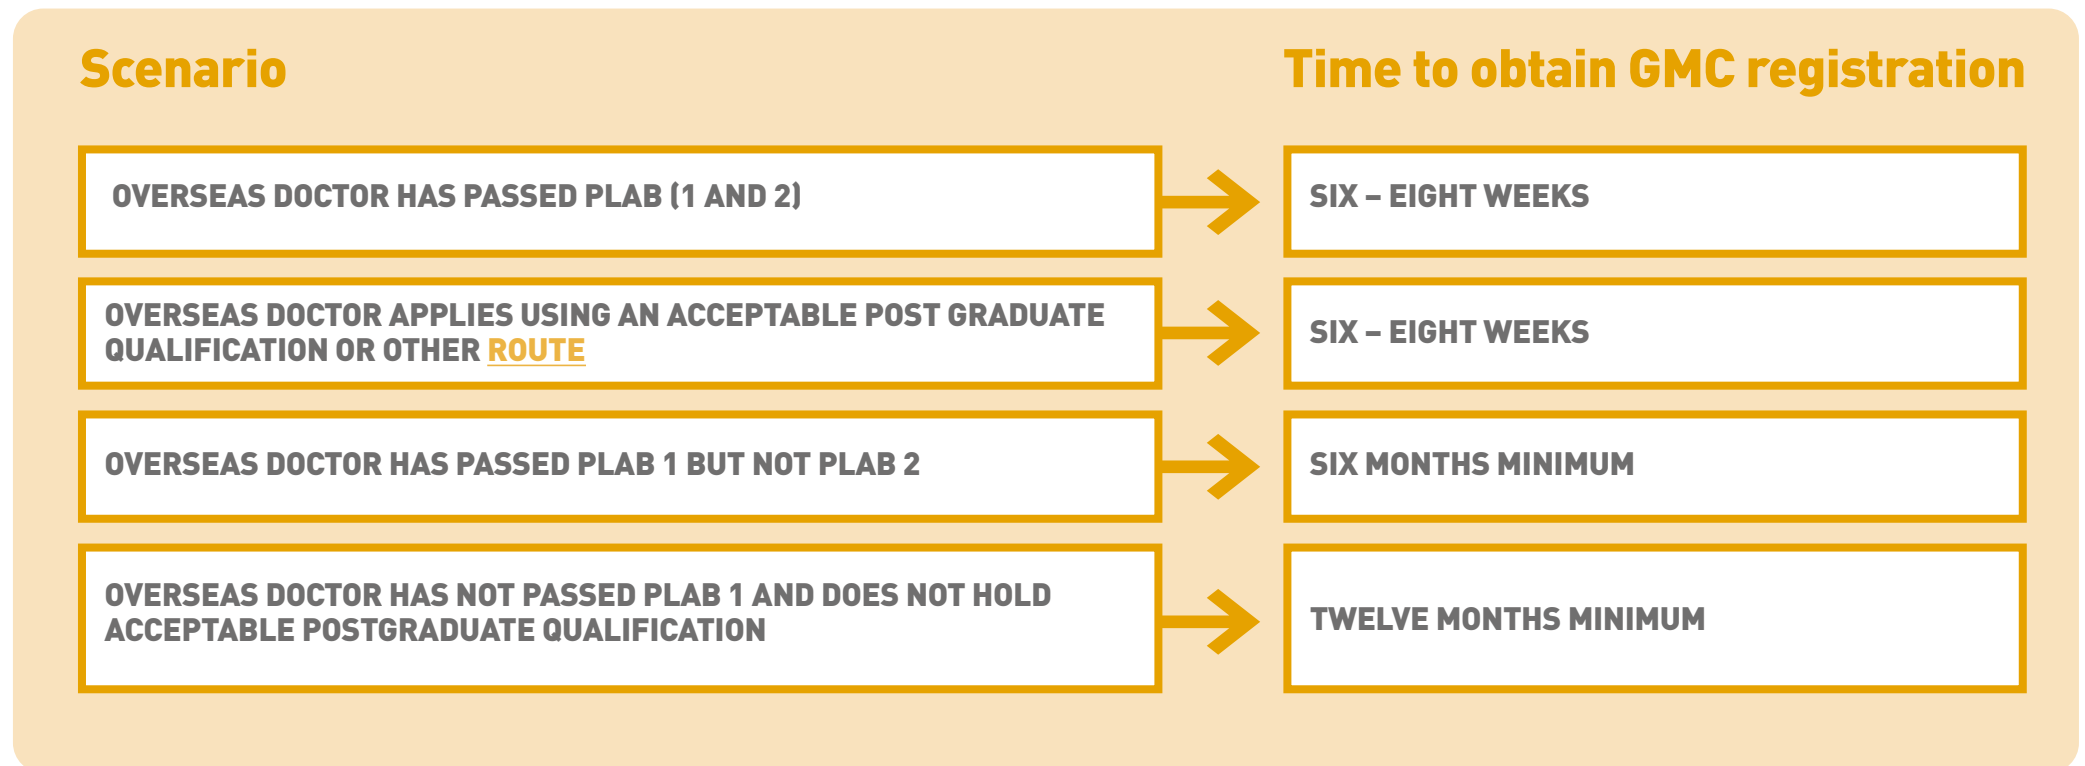 Scenario
Time to obtain GMC registration
OVERSEAS DOCTOR HAS PASSED PLAB (1 AND 2)
SIX – EIGHT WEEKS
OVERSEAS DOCTOR APPLIES USING AN ACCEPTABLE POST GRADUATE
QUALIFICATION OR OTHER ROUTE
SIX – EIGHT WEEKS
OVERSEAS DOCTOR HAS PASSED PLAB 1 BUT NOT PLAB 2
SIX MONTHS MINIMUM
OVERSEAS DOCTOR HAS NOT PASSED PLAB 1 AND DOES NOT HOLD
ACCEPTABLE POSTGRADUATE QUALIFICATION
TWELVE MONTHS MINIMUM